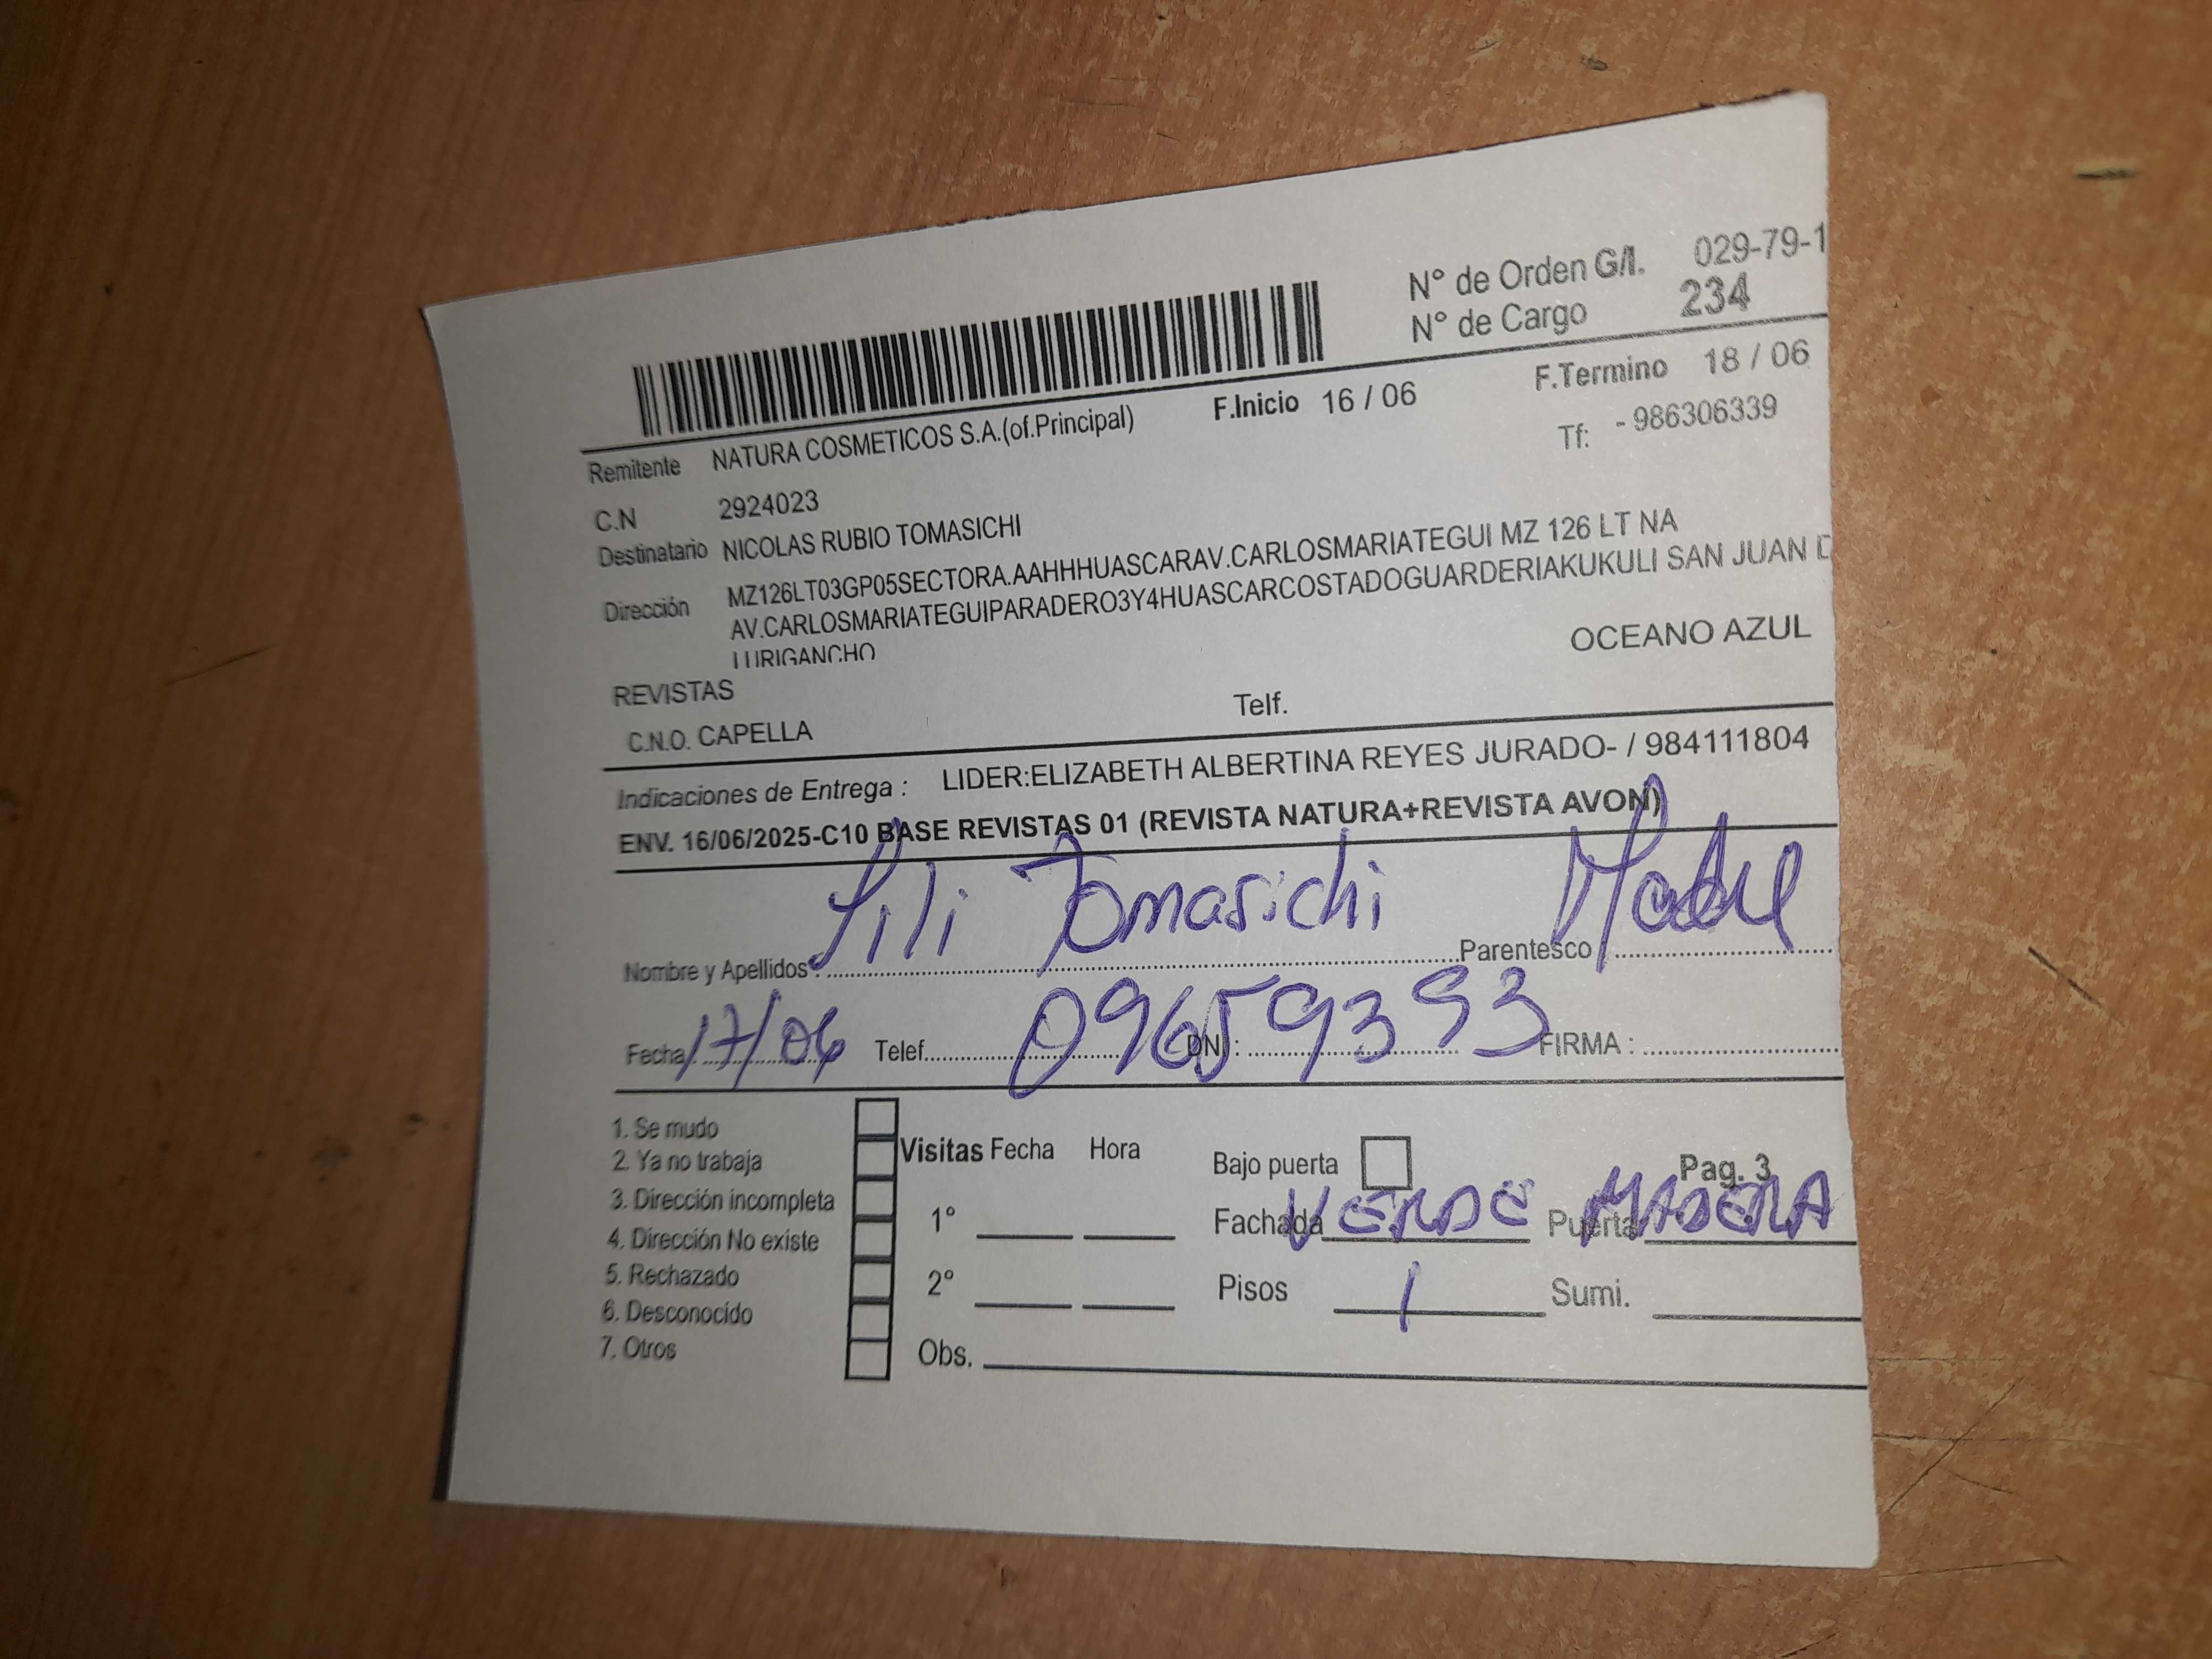 N° de Orden G/I. 029-79-1
N° de Cargo 234
F.Inicio 16 / 06 F.Termino 18 / 06
Remitente NATURA COSMETICOS S.A.(of.Principal) Tf: - 986306339
C.N 2924023
Destinatario NICOLAS RUBIO TOMASICHI
Dirección MZ126LT03GP05SECTORA.AAHHHUASCARAV.CARLOSMARIATEGUI MZ 126 LT NA
AV.CARLOSMARIATEGUIPARADERO3Y4HUASCARCOSTADOGUARDERIAKUKULI SAN JUAN D
LURIGANCHO
REVISTAS OCEANO AZUL
C.N.O. CAPELLA Telf.
Indicaciones de Entrega : LIDER:ELIZABETH ALBERTINA REYES JURADO- / 984111804
ENV. 16/06/2025-C10 BASE REVISTAS 01 (REVISTA NATURA+REVISTA AVON)
Nombre y Apellidos : Lili Tomasichi Parentesco : Madre
Fecha: 17/06 Telef. DNI : 09659393 FIRMA :
1. Se mudo
2. Ya no trabaja
3. Dirección incompleta
4. Dirección No existe
5. Rechazado
6. Desconocido
7. Otros
Visitas Fecha Hora
1°
2°
Obs.
Bajo puerta Pag. 3
Fachada VERDE Puerta MADERA
Pisos 1 Sumi.